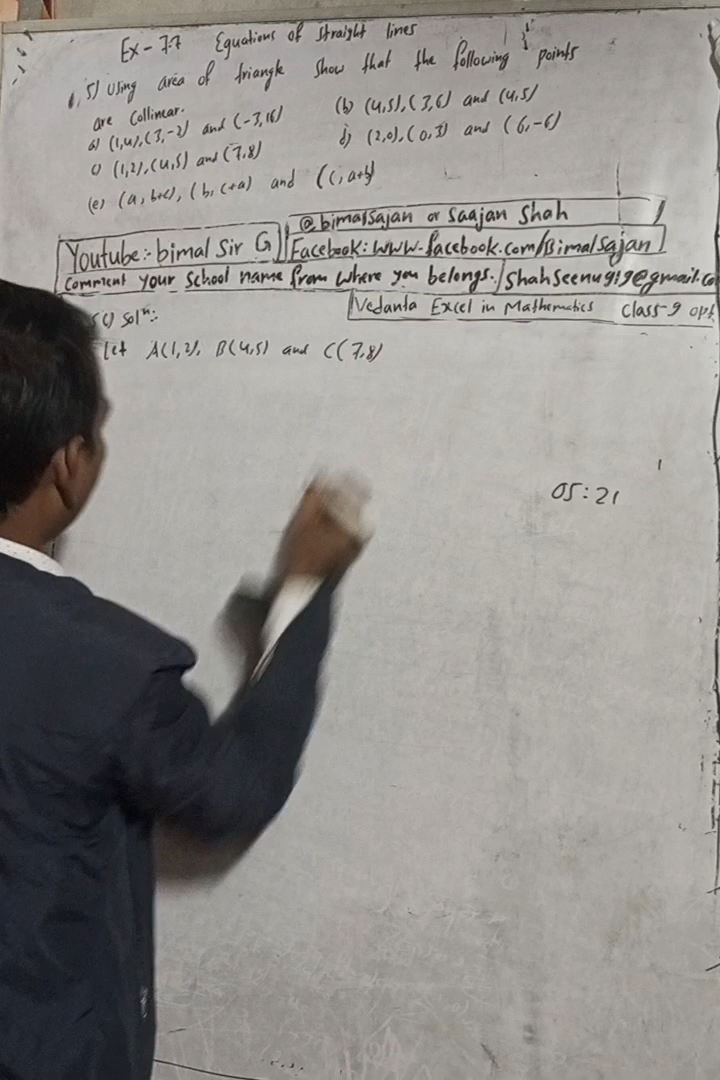 Ex - 7.7 Equations of Straight lines
5) Using area of triangle show that the following points
are collinear.
a) (1,4), (3,-2) and (-3,16)
(b) (4,5), (3,6) and (4,5)
c) (1,2), (4,5) and (7,8)
d) (2,0), (0,3) and (6,-6)
(e) (a, b+c), (b, c+a) and (c, a+b)
@bimalsajan or Saajan Shah
Youtube:- bimal Sir G
Facebook: www.facebook.com/Bimalsajan
Comment your School name from where you belongs. / Shahseenu919@gmail.co
Vedanta Excel in Mathematics Class-9 opt
5 c) Solⁿ:-
Let A(1,2), B(4,5) and C(7,8)
05:21